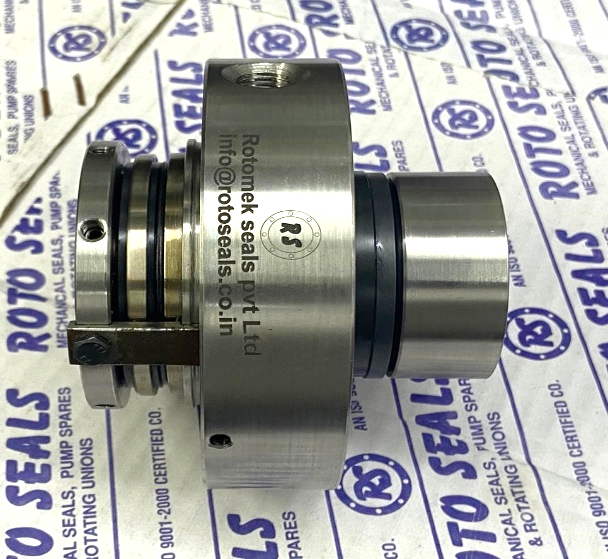 Rotomek seals pvt Ltd
info@rotoseals.co.in
RS
ROTO SEALS
MECHANICAL SEALS, PUMP SPARES
& ROTATING UNIONS
AN ISO 9001-2000 CERTIFIED CO.
RS